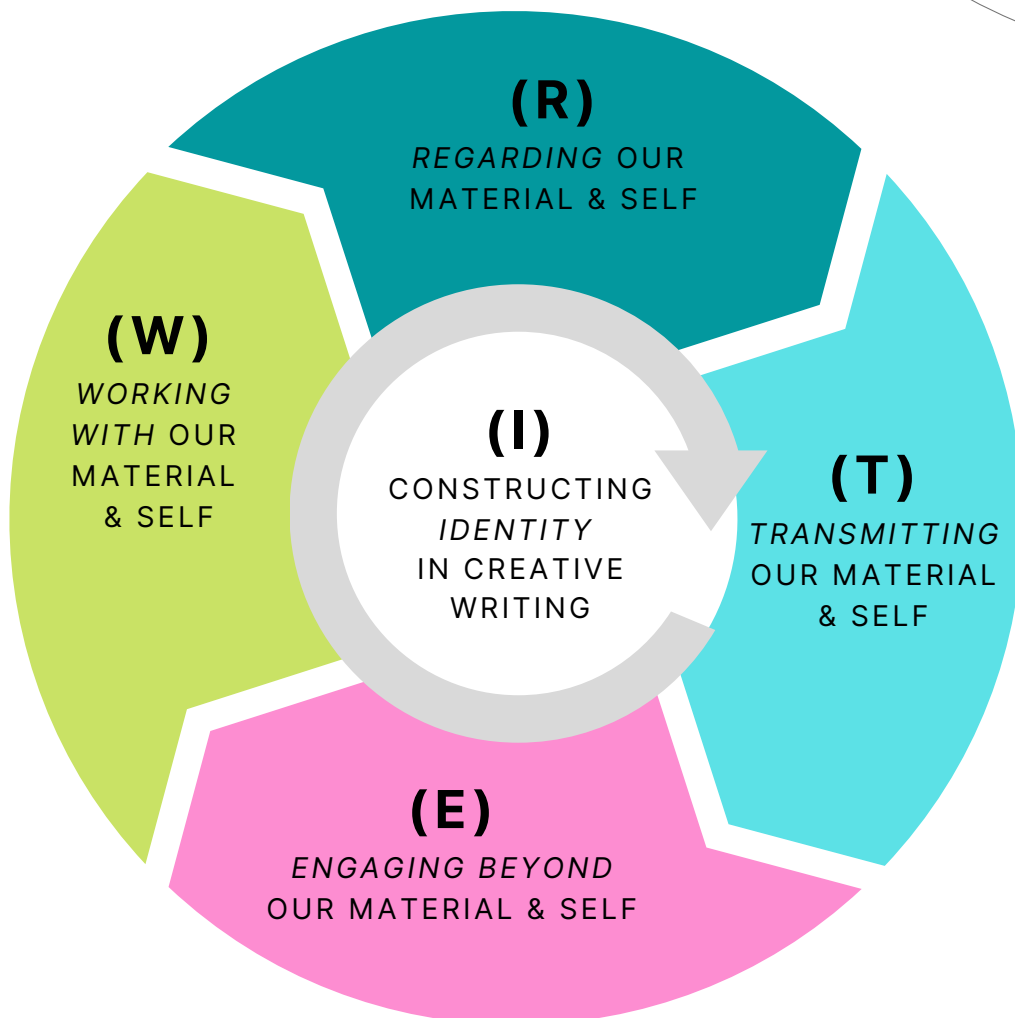 (R)
REGARDING OUR
MATERIAL & SELF
(W)
WORKING
WITH OUR
MATERIAL
& SELF
(I)
CONSTRUCTING
IDENTITY
IN CREATIVE
WRITING
(T)
TRANSMITTING
OUR MATERIAL
& SELF
(E)
ENGAGING BEYOND
OUR MATERIAL & SELF